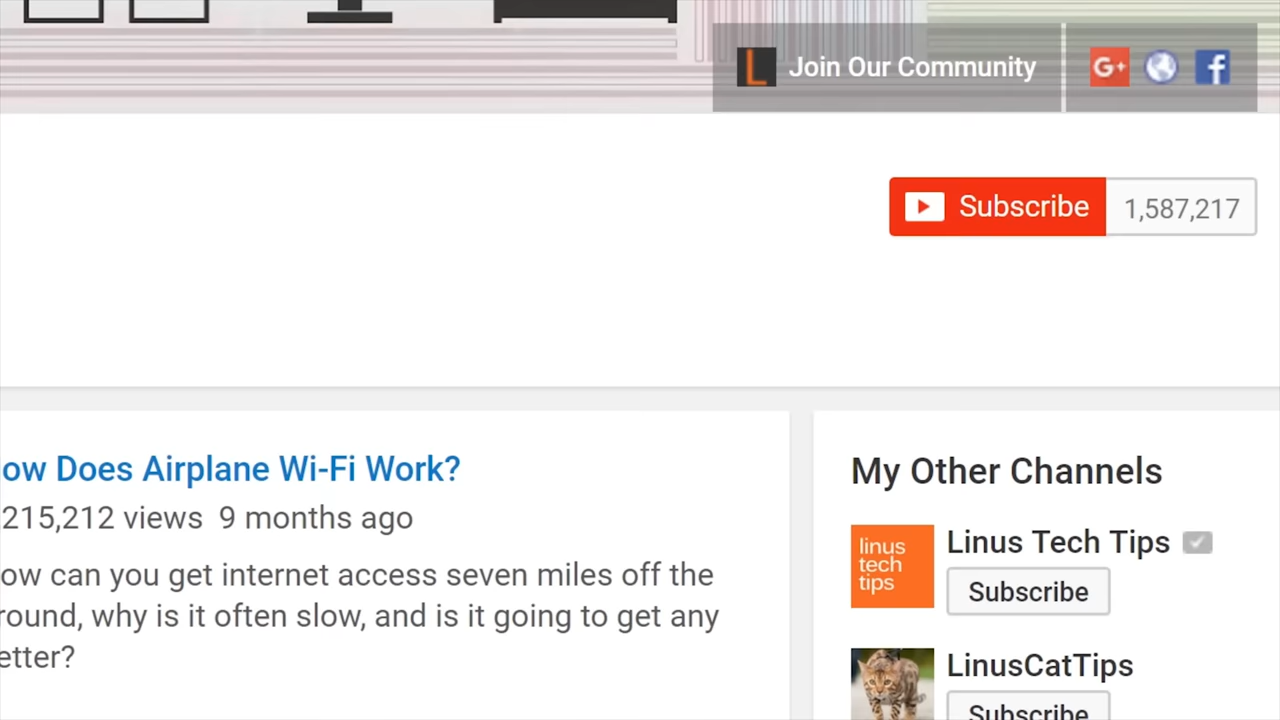 Join Our Community
G+
f
Subscribe 1,587,217
ow Does Airplane Wi-Fi Work?
215,212 views 9 months ago
ow can you get internet access seven miles off the
round, why is it often slow, and is it going to get any
etter?
My Other Channels
linus
tech
tips
Linus Tech Tips
Subscribe
LinusCatTips
Subscribe